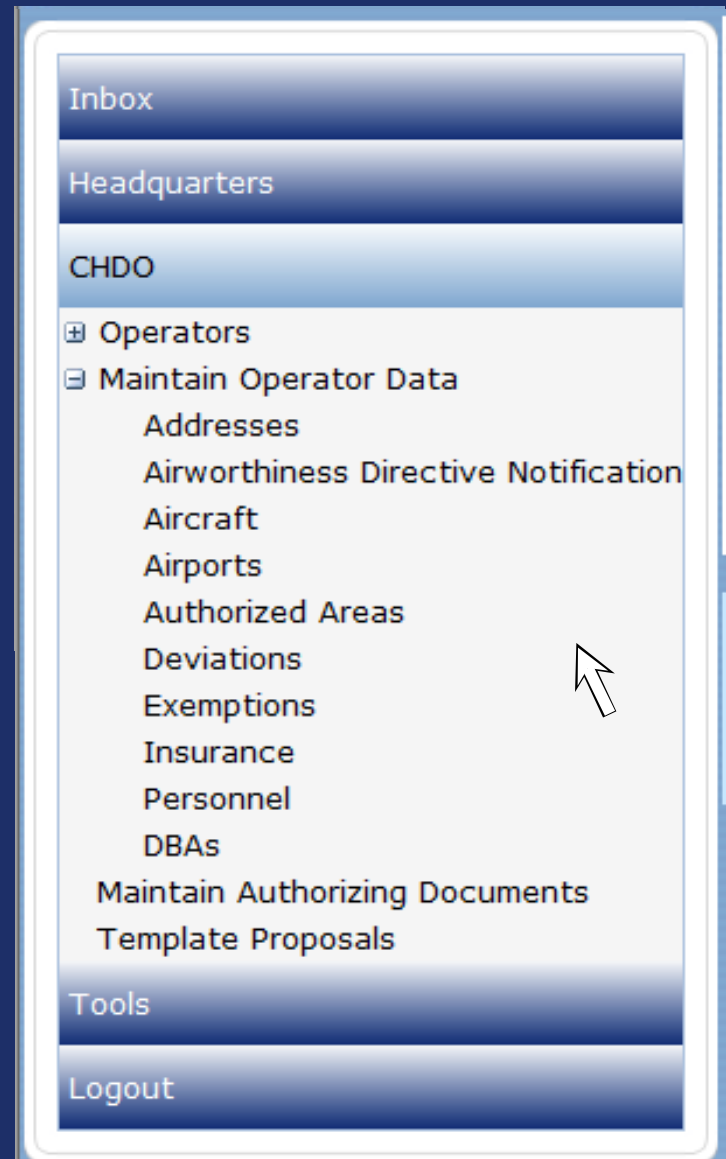 Inbox
Headquarters
CHDO
Operators
Maintain Operator Data
Addresses
Airworthiness Directive Notification
Aircraft
Airports
Authorized Areas
Deviations
Exemptions
Insurance
Personnel
DBAs
Maintain Authorizing Documents
Template Proposals
Tools
Logout